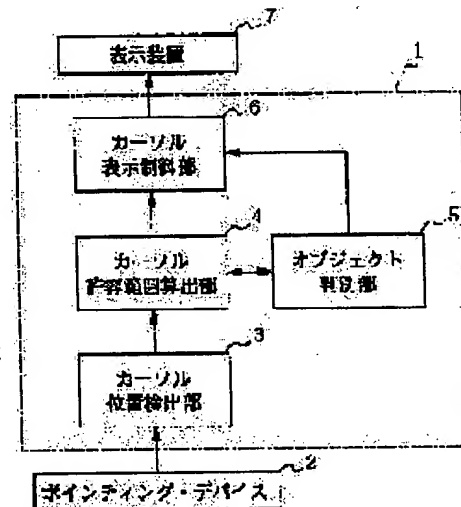 7
表示装置
1
6
カーソル
表示制御部
4
カーソル
許容範囲算出部
5
オブジェクト
判別部
3
カーソル
位置検出部
2
ポインティング・デバイス